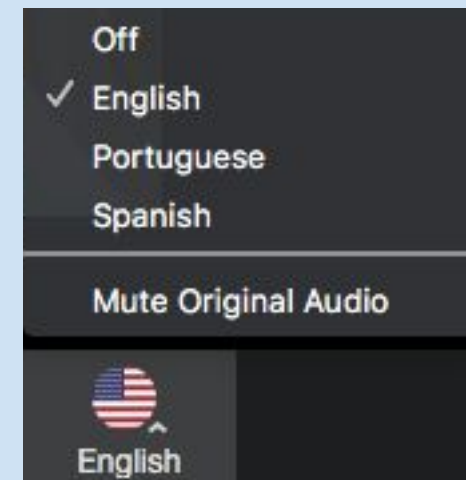 Off
English
Portuguese
Spanish
Mute Original Audio
English